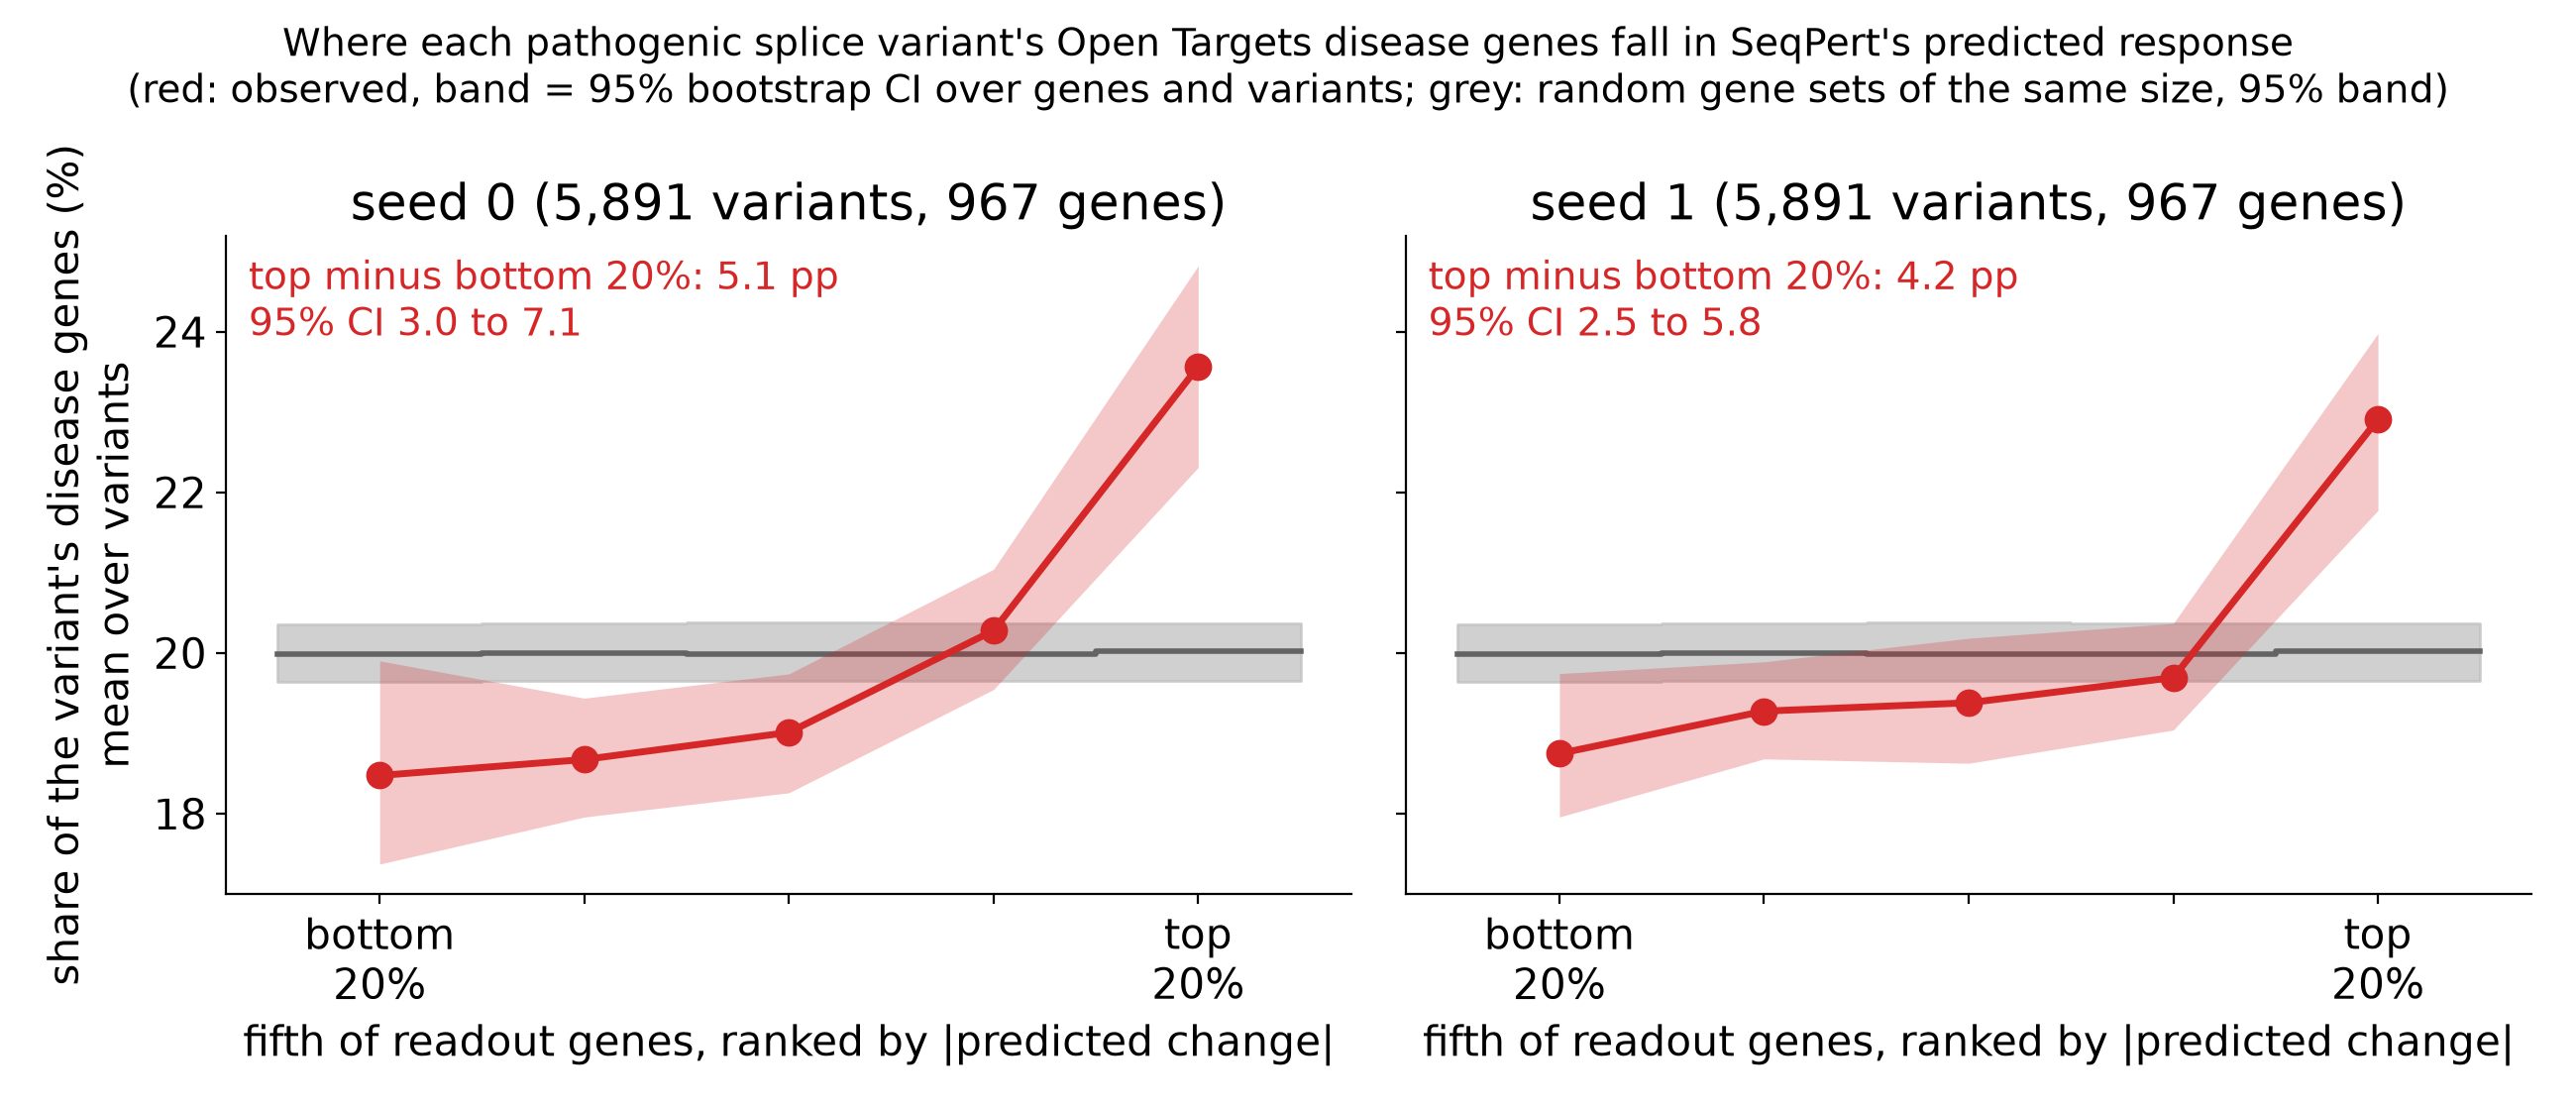 Where each pathogenic splice variant's Open Targets disease genes fall in SeqPert's predicted response
(red: observed, band = 95% bootstrap CI over genes and variants; grey: random gene sets of the same size, 95% band)
share of the variant's disease genes (%)
mean over variants
seed 0 (5,891 variants, 967 genes)
top minus bottom 20%: 5.1 pp
95% CI 3.0 to 7.1
24
22
20
18
bottom
20%
top
20%
fifth of readout genes, ranked by |predicted change|
seed 1 (5,891 variants, 967 genes)
top minus bottom 20%: 4.2 pp
95% CI 2.5 to 5.8
bottom
20%
top
20%
fifth of readout genes, ranked by |predicted change|